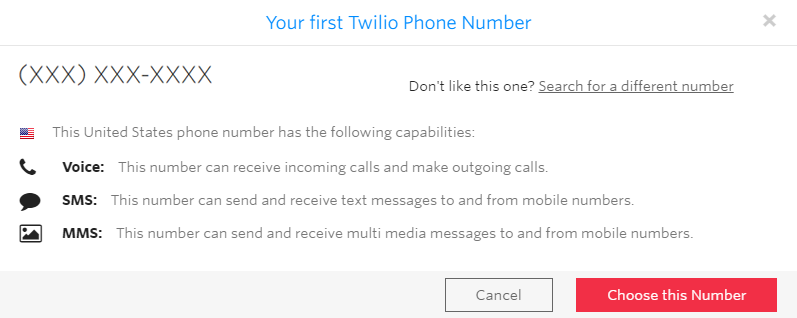 Your first Twilio Phone Number
×
(XXX) XXX-XXXX
Don't like this one? Search for a different number
This United States phone number has the following capabilities:
Voice: This number can receive incoming calls and make outgoing calls.
SMS: This number can send and receive text messages to and from mobile numbers.
MMS: This number can send and receive multi media messages to and from mobile numbers.
Cancel
Choose this Number